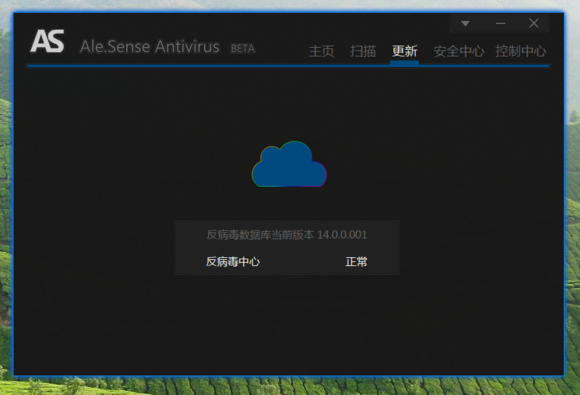 AS Ale.Sense Antivirus BETA
主页 扫描 更新 安全中心 控制中心
反病毒数据库当前版本 14.0.0.001
反病毒中心 正常